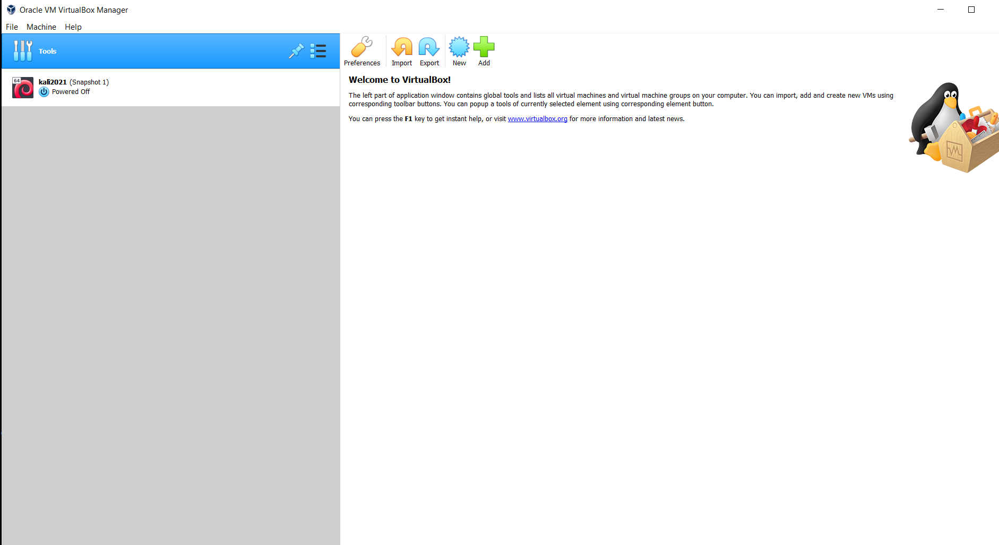 Oracle VM VirtualBox Manager
File Machine Help
Tools
Preferences Import Export New Add
64
kali2021 (Snapshot 1)
Powered Off
Welcome to VirtualBox!
The left part of application window contains global tools and lists all virtual machines and virtual machine groups on your computer. You can import, add and create new VMs using
corresponding toolbar buttons. You can popup a tools of currently selected element using corresponding element button.
You can press the F1 key to get instant help, or visit www.virtualbox.org for more information and latest news.